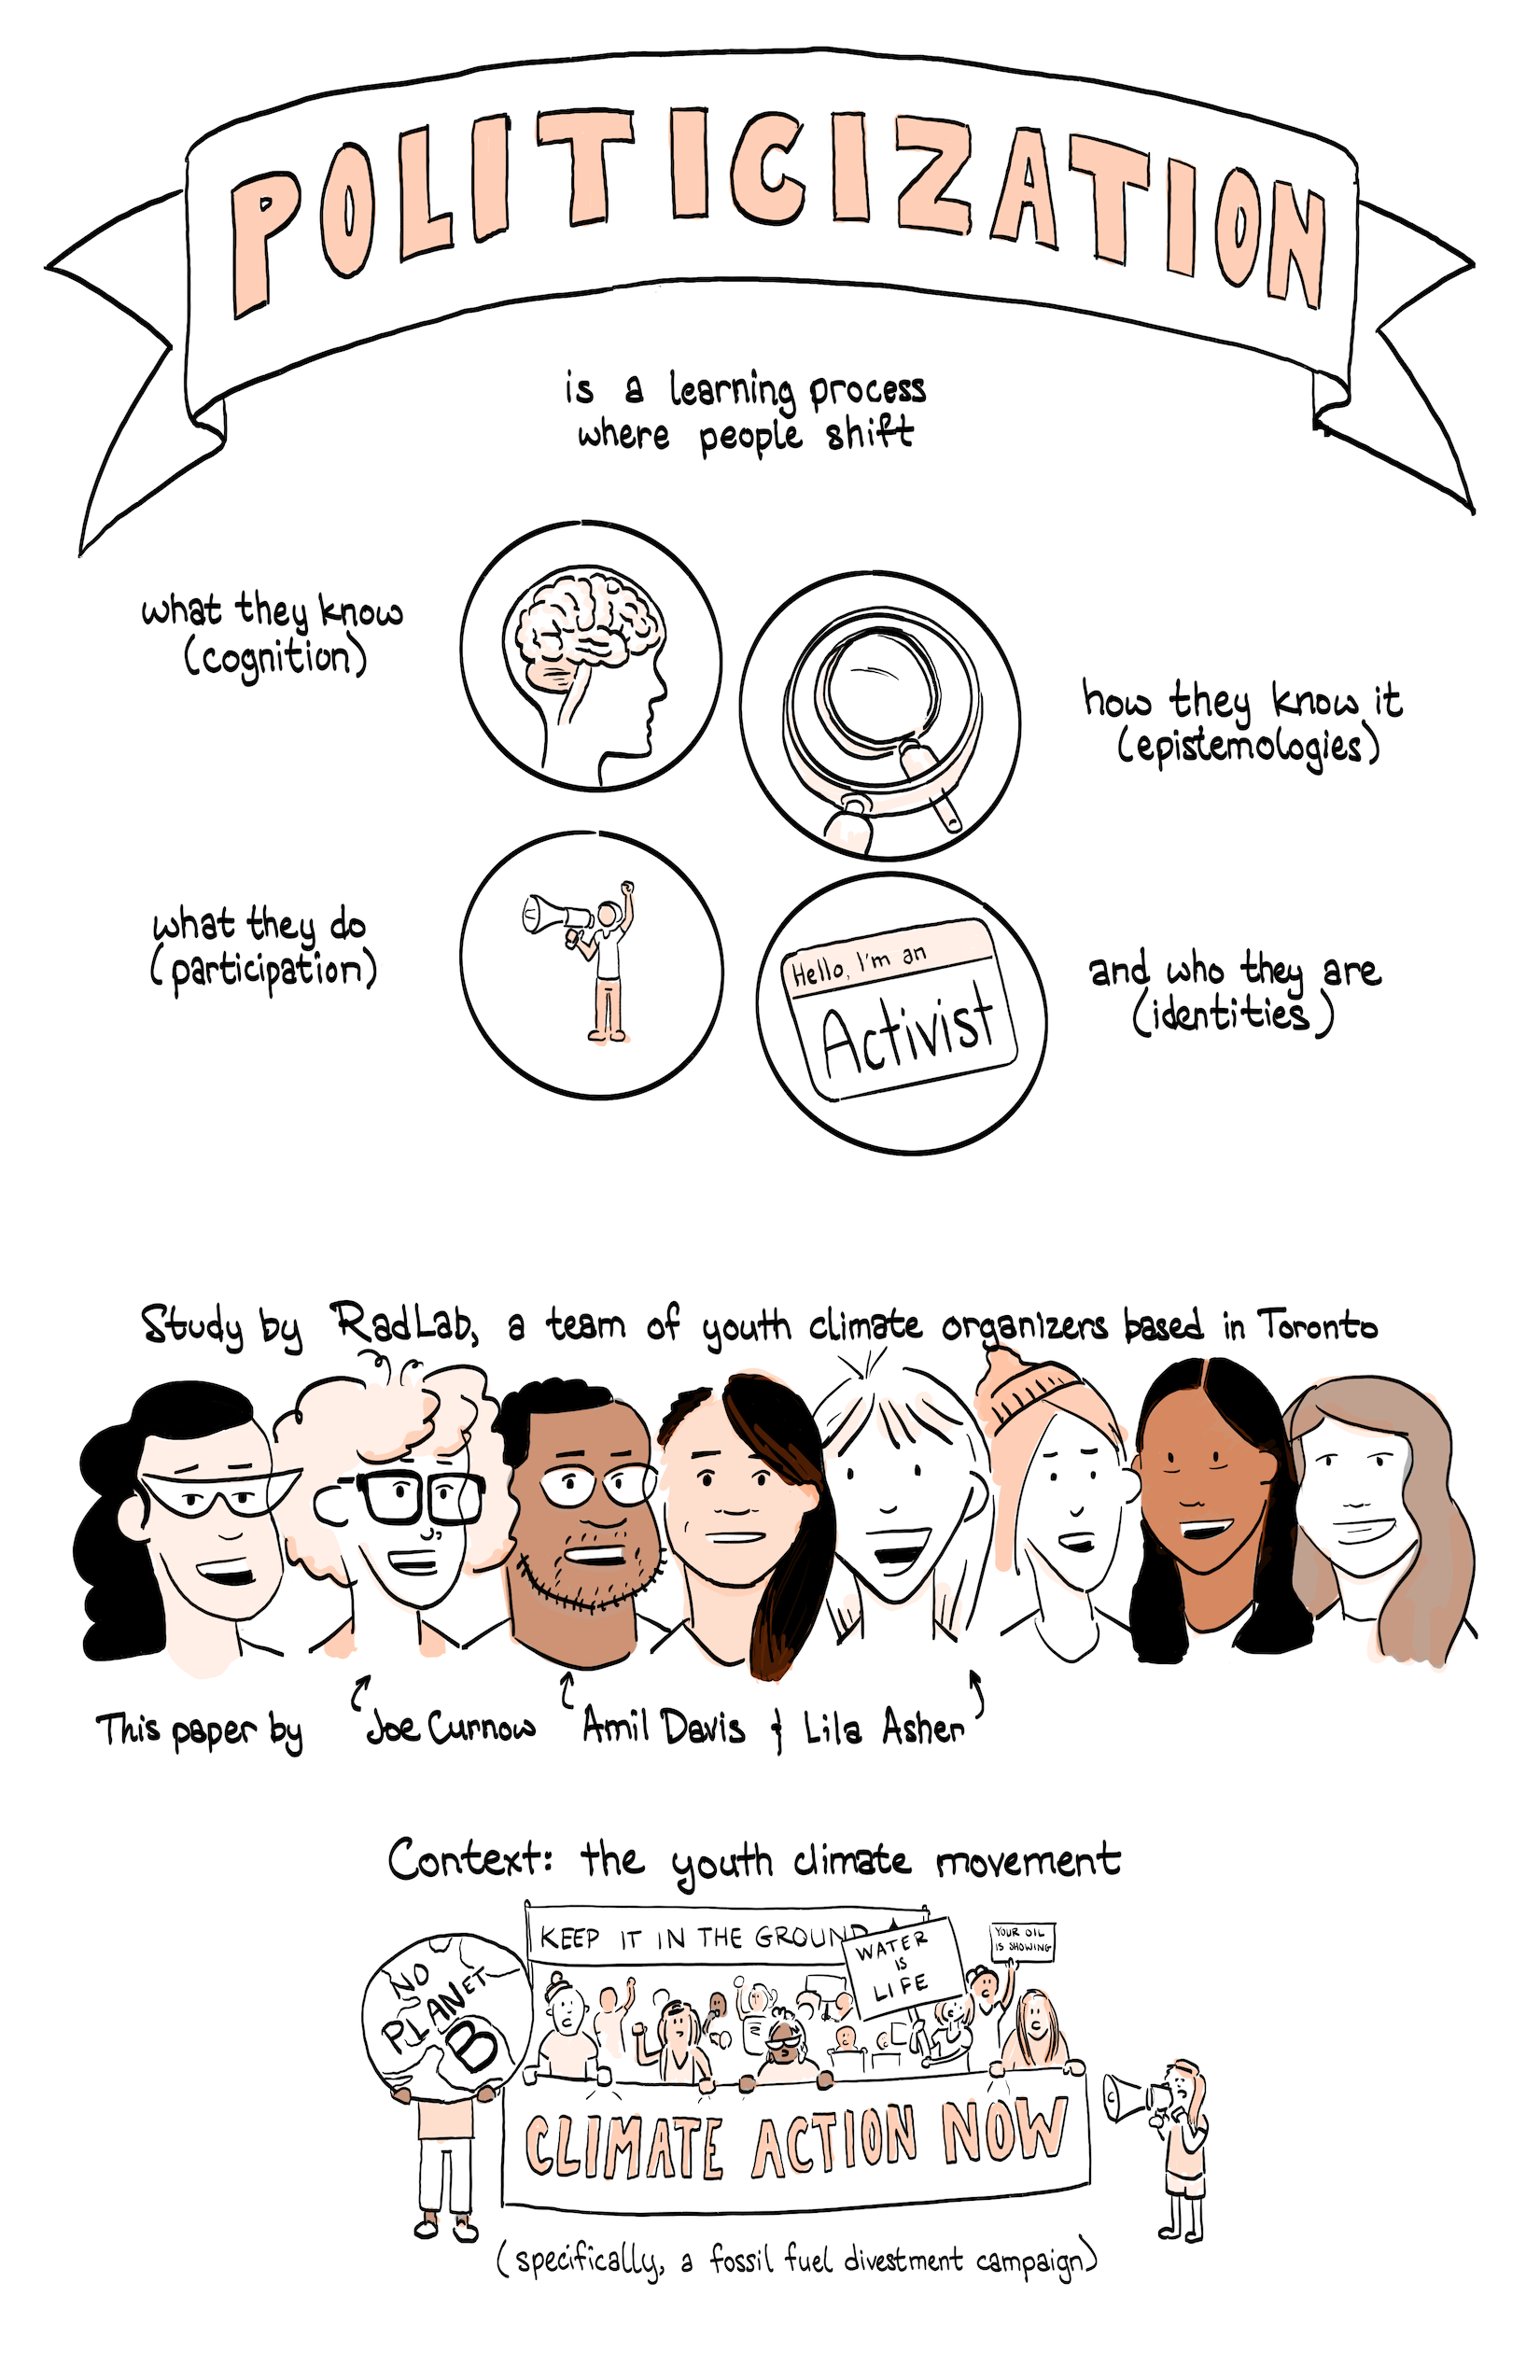 POLITICIZATION
is a learning process
where people shift
what they know
(cognition)
how they know it
(epistemologies)
what they do
(participation)
Hello, I'm an
Activist
and who they are
(identities)
Study by RadLab, a team of youth climate organizers based in Toronto
This paper by Joe Curnow Amil Davis & Lila Asher
Context: the youth climate movement
KEEP IT IN THE GROUND
WATER
IS
LIFE
YOUR OIL
IS SHOWING
NO
PLANET
B
CLIMATE ACTION NOW
(specifically, a fossil fuel divestment campaign)